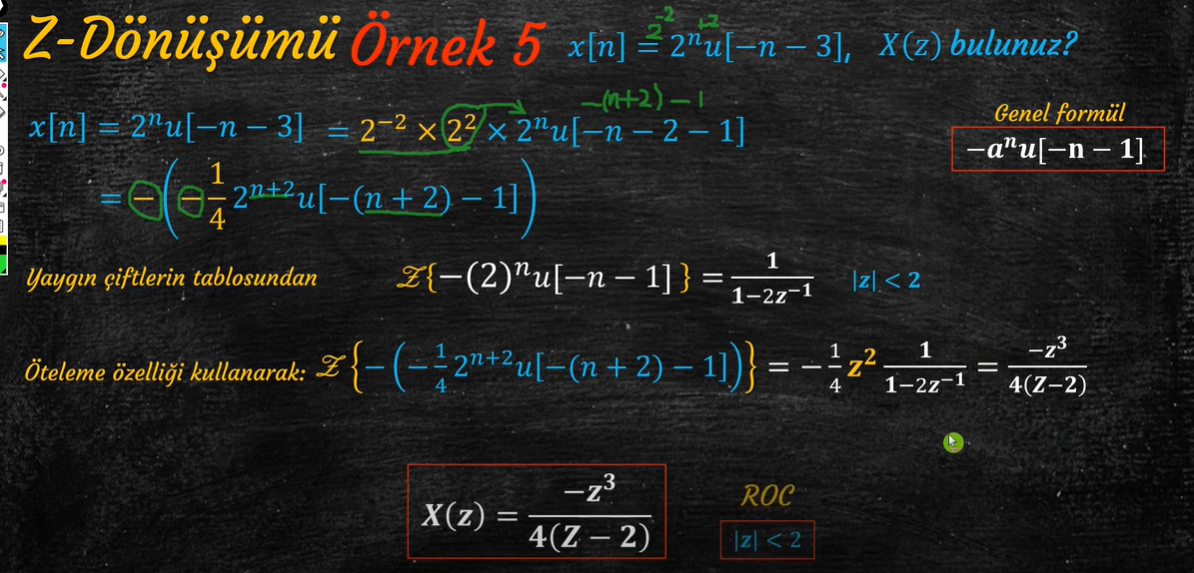 Z-Dönüşümü Örnek 5 x[n] = 2ⁿu[−n − 3], X(z) bulunuz?
2⁻² +2
x[n] = 2ⁿu[−n − 3] = 2⁻² × 2² × 2ⁿu[−n − 2 − 1]
−(n+2) − 1
Genel formül
−aⁿu[−n − 1]
= −(−1/4 2ⁿ⁺²u[−(n + 2) − 1])
Yaygın çiftlerin tablosundan 𝒵{−(2)ⁿu[−n − 1]} = 1/(1−2z⁻¹) |z| < 2
Öteleme özelliği kullanarak: 𝒵{−(−1/4 2ⁿ⁺²u[−(n + 2) − 1])} = −1/4 z² 1/(1−2z⁻¹) = −z³/4(Z−2)
X(z) = −z³/4(Z − 2)
ROC
|z| < 2